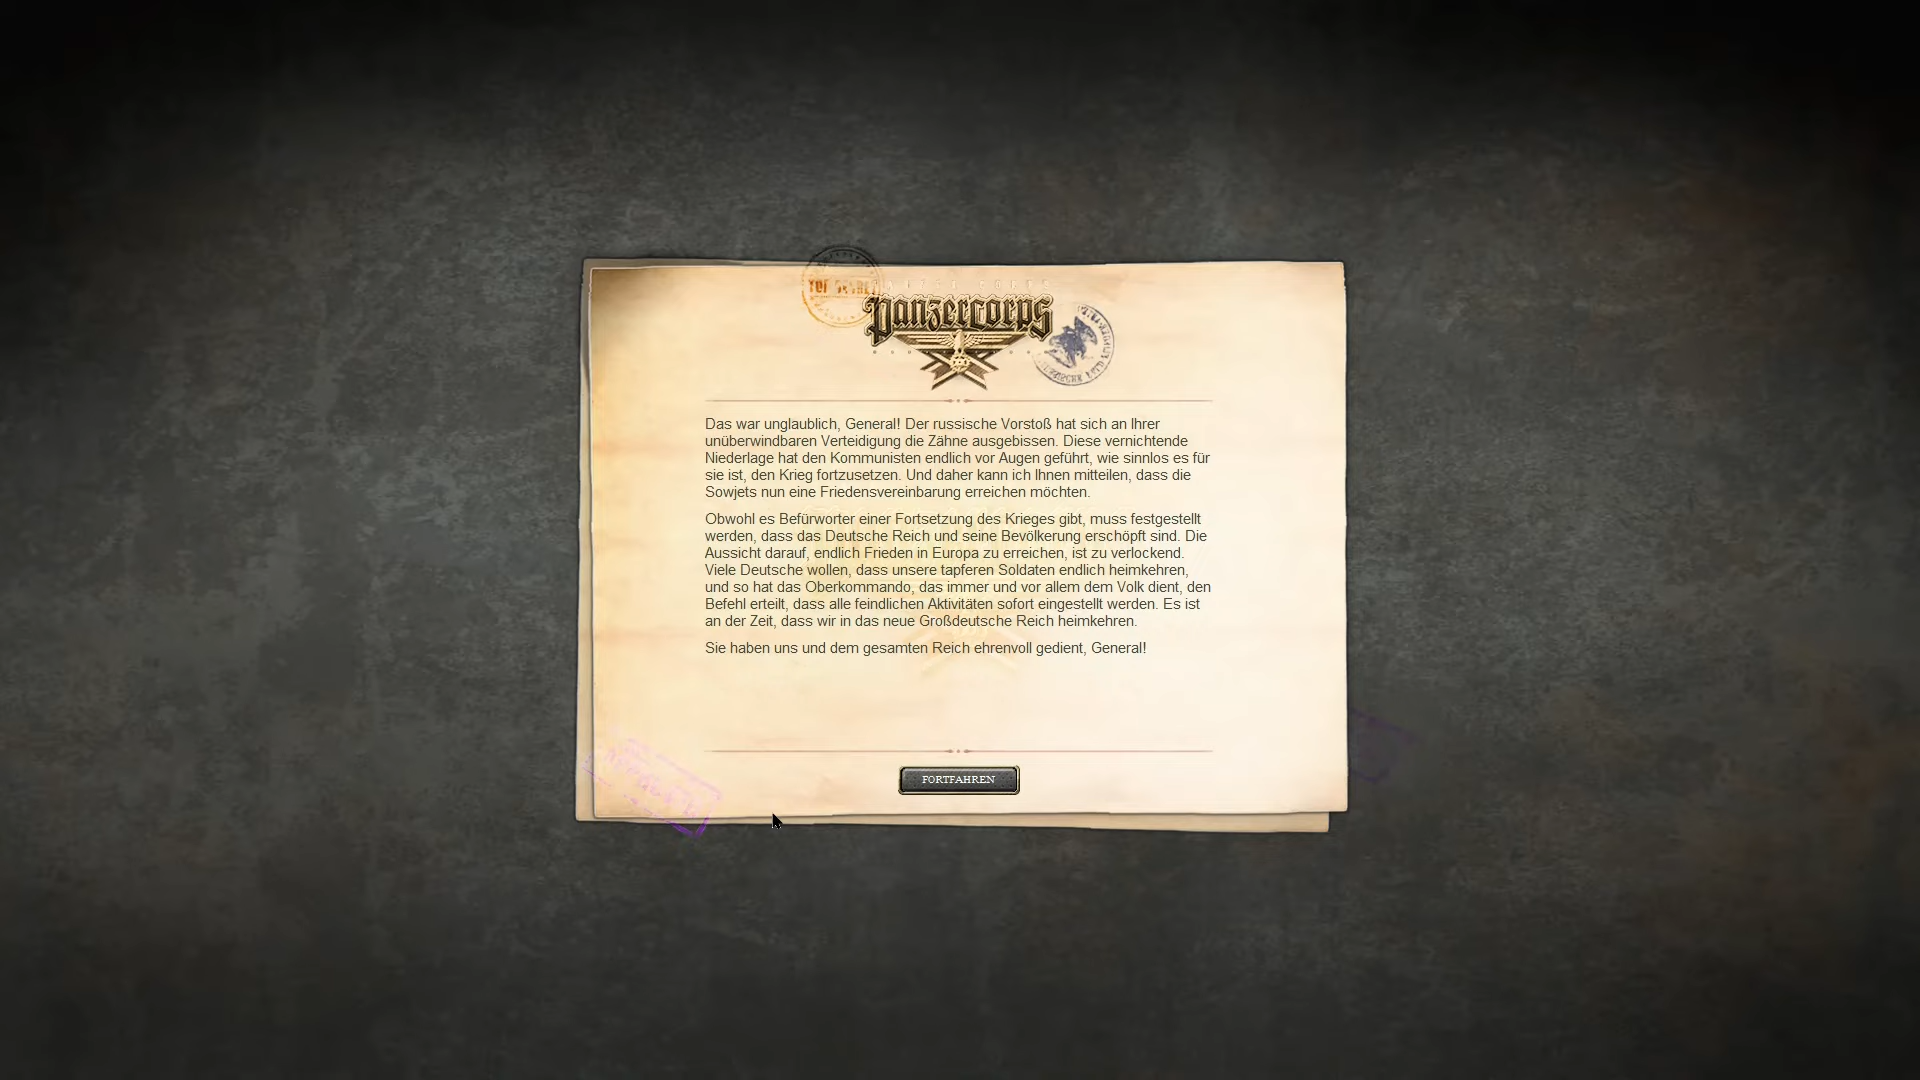 TOP SECRET
Panzercorps
Das war unglaublich, General! Der russische Vorstoß hat sich an Ihrer
unüberwindbaren Verteidigung die Zähne ausgebissen. Diese vernichtende
Niederlage hat den Kommunisten endlich vor Augen geführt, wie sinnlos es für
sie ist, den Krieg fortzusetzen. Und daher kann ich Ihnen mitteilen, dass die
Sowjets nun eine Friedensvereinbarung erreichen möchten.
Obwohl es Befürworter einer Fortsetzung des Krieges gibt, muss festgestellt
werden, dass das Deutsche Reich und seine Bevölkerung erschöpft sind. Die
Aussicht darauf, endlich Frieden in Europa zu erreichen, ist zu verlockend.
Viele Deutsche wollen, dass unsere tapferen Soldaten endlich heimkehren,
und so hat das Oberkommando, das immer und vor allem dem Volk dient, den
Befehl erteilt, dass alle feindlichen Aktivitäten sofort eingestellt werden. Es ist
an der Zeit, dass wir in das neue Großdeutsche Reich heimkehren.
Sie haben uns und dem gesamten Reich ehrenvoll gedient, General!
FORTFAHREN